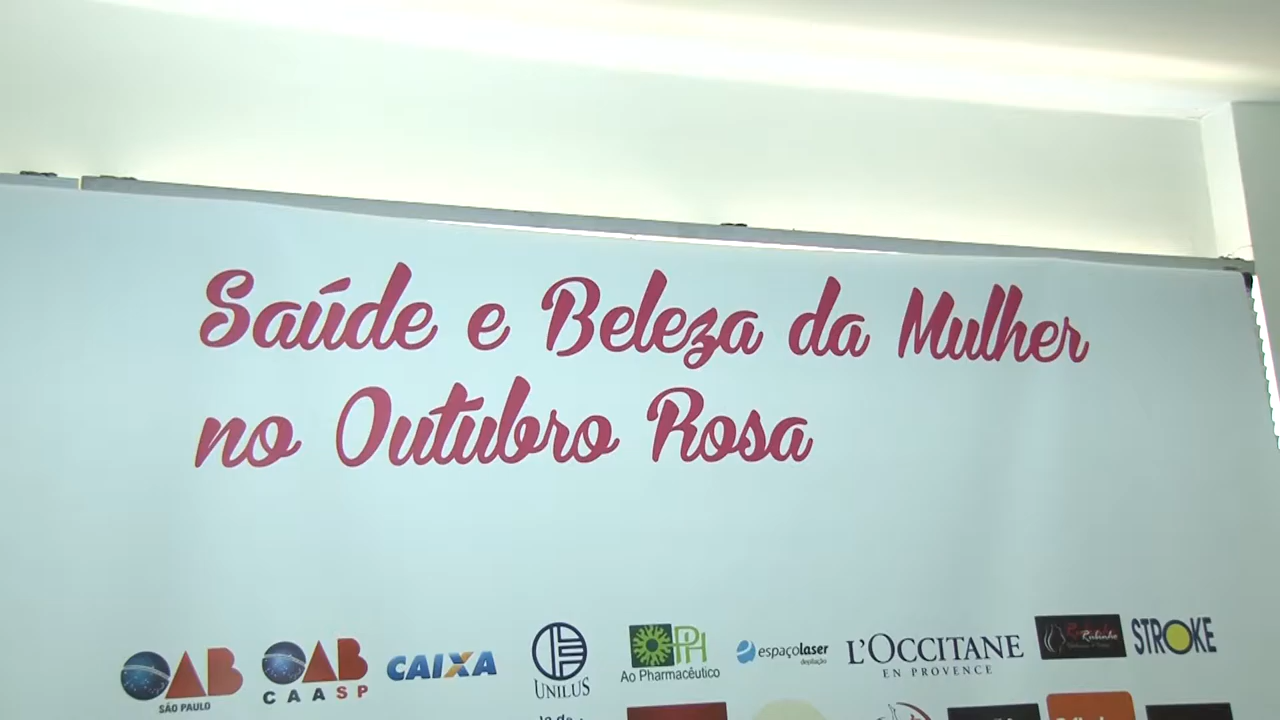 Saúde e Beleza da Mulher
no Outubro Rosa
OAB
SÃO PAULO
OAB
CAASP
CAIXA
UNILUS
PH
Ao Pharmacêutico
espaçolaser
depilação
L'OCCITANE
EN PROVENCE
STROKE